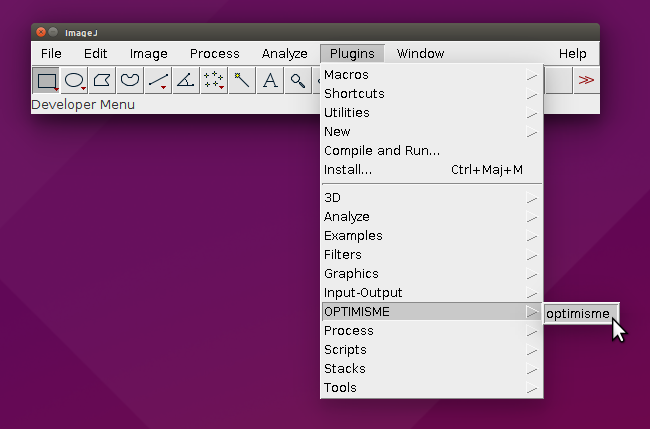 ImageJ
File Edit Image Process Analyze Plugins Window Help
A
Developer Menu
Macros
Shortcuts
Utilities
New
Compile and Run...
Install... Ctrl+Maj+M
3D
Analyze
Examples
Filters
Graphics
Input-Output
OPTIMISME
optimisme
Process
Scripts
Stacks
Tools